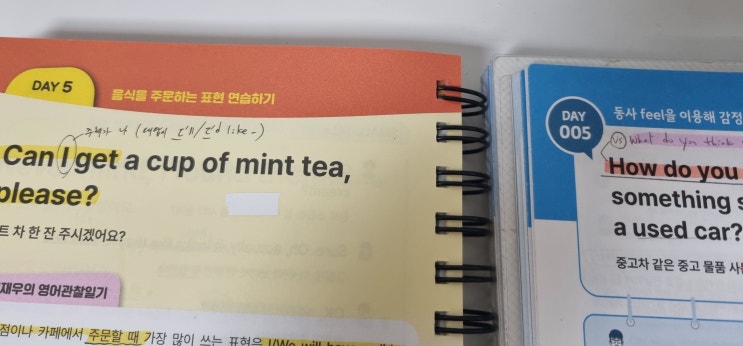 DAY 5
음식을 주문하는 표현 연습하기
주체가 나 (대명사 I'll/I'd like~)
Can I get a cup of mint tea,
please?
트 차 한 잔 주시겠어요?
재우의 영어관찰일기
점이나 카페에서 주문할 때 가장 많이 쓰는 표현은
DAY
005
동사 feel을 이용해 감정
vs what do you think
How do you
something s
a used car?
중고차 같은 중고 물품 사